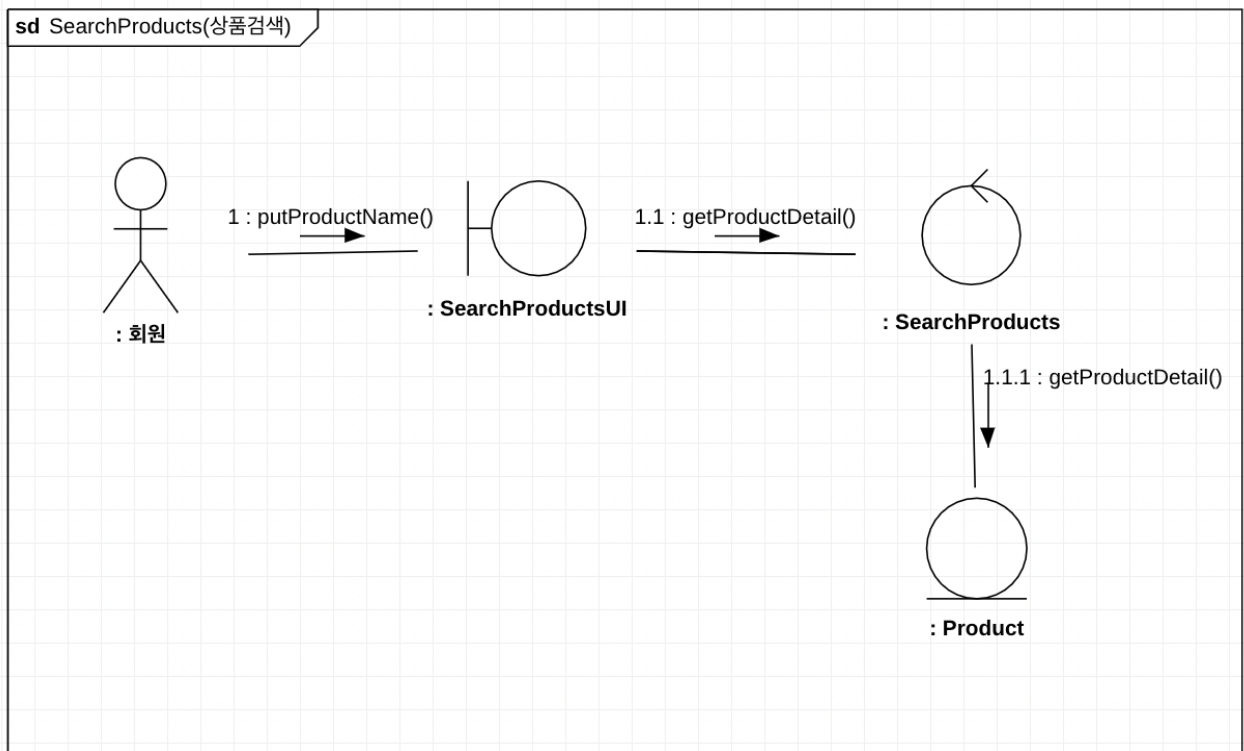 sd SearchProducts(상품검색)
1 : putProductName()
1.1 : getProductDetail()
: SearchProductsUI
: SearchProducts
: 회원
1.1.1 : getProductDetail()
: Product